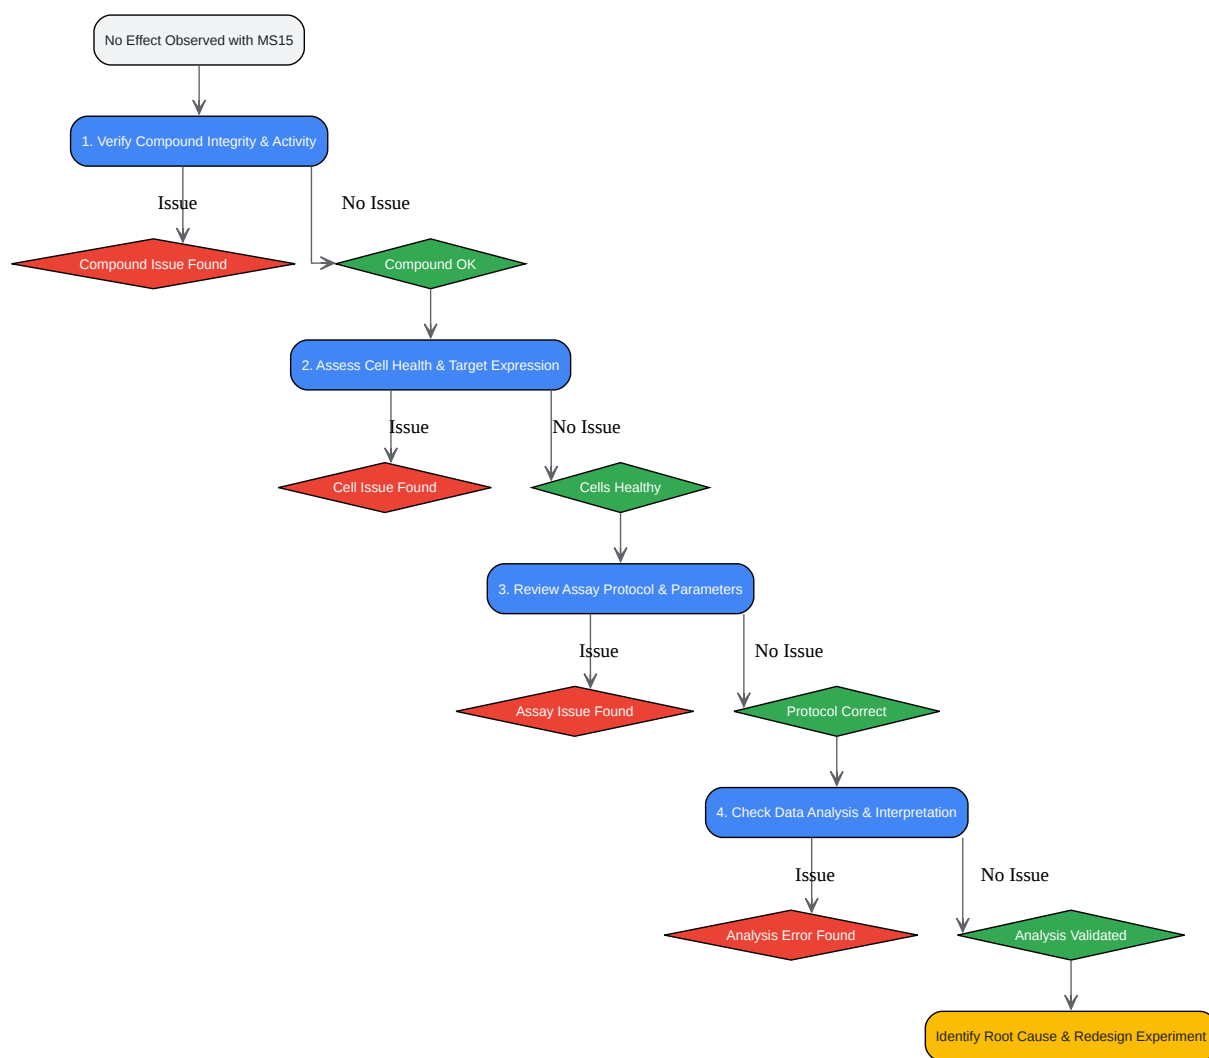 No Effect Observed with MS15
1. Verify Compound Integrity & Activity
Issue
No Issue
Compound Issue Found
Compound OK
2. Assess Cell Health & Target Expression
Issue
No Issue
Cell Issue Found
Cells Healthy
3. Review Assay Protocol & Parameters
Issue
No Issue
Assay Issue Found
Protocol Correct
4. Check Data Analysis & Interpretation
Issue
No Issue
Analysis Error Found
Analysis Validated
Identify Root Cause & Redesign Experiment